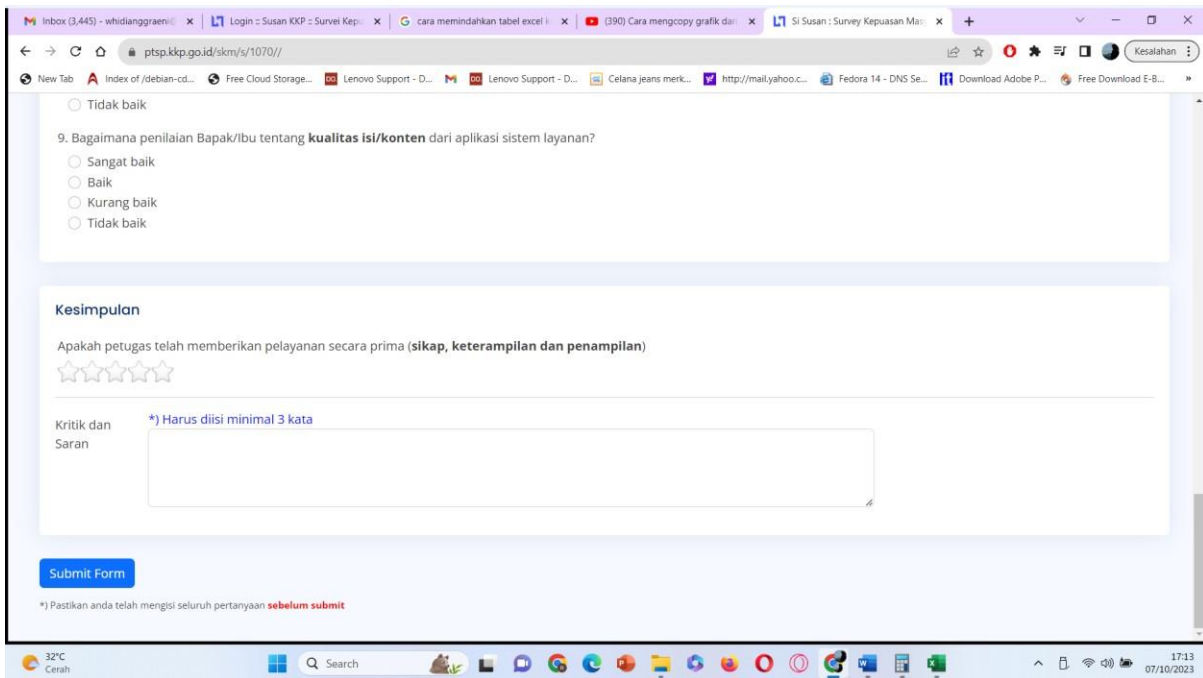 Inbox (3,445) - whidianggraeni@
Login :: Susan KKP :: Survei Kepu
cara memindahkan tabel excel k
(390) Cara mengcopy grafik dari
Si Susan : Survey Kepuasan Mas
ptsp.kkp.go.id/skm/s/1070//
Kesalahan
New Tab
Index of /debian-cd...
Free Cloud Storage...
Lenovo Support - D...
Lenovo Support - D...
Celana jeans merk...
http://mail.yahoo.c...
Fedora 14 - DNS Se...
Download Adobe P...
Free Download E-B...
»
Tidak baik
9. Bagaimana penilaian Bapak/Ibu tentang kualitas isi/konten dari aplikasi sistem layanan?
Sangat baik
Baik
Kurang baik
Tidak baik
Kesimpulan
Apakah petugas telah memberikan pelayanan secara prima (sikap, keterampilan dan penampilan)
Kritik dan
Saran
*) Harus diisi minimal 3 kata
Submit Form
*) Pastikan anda telah mengisi seluruh pertanyaan sebelum submit
32°C
Cerah
Search
17:13
07/10/2023